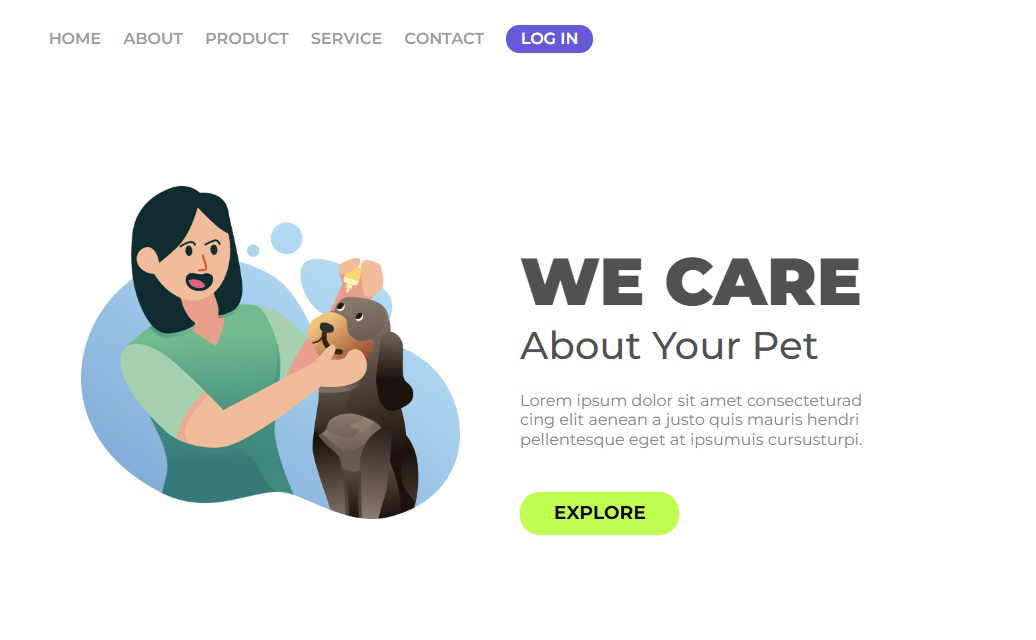 HOME ABOUT PRODUCT SERVICE CONTACT LOG IN
WE CARE
About Your Pet
Lorem ipsum dolor sit amet consecteturad
cing elit aenean a justo quis mauris hendri
pellentesque eget at ipsumuis cursusturpi.
EXPLORE